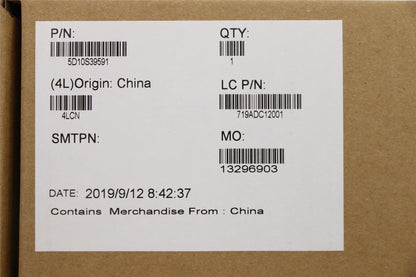 P/N:
QTY:
5D10S39591
1
(4L)Origin: China
LC P/N:
4LCN
719ADC12001
SMTPN:
MO:
13296903
DATE: 2019/9/12 8:42:37
Contains Merchandise From : China